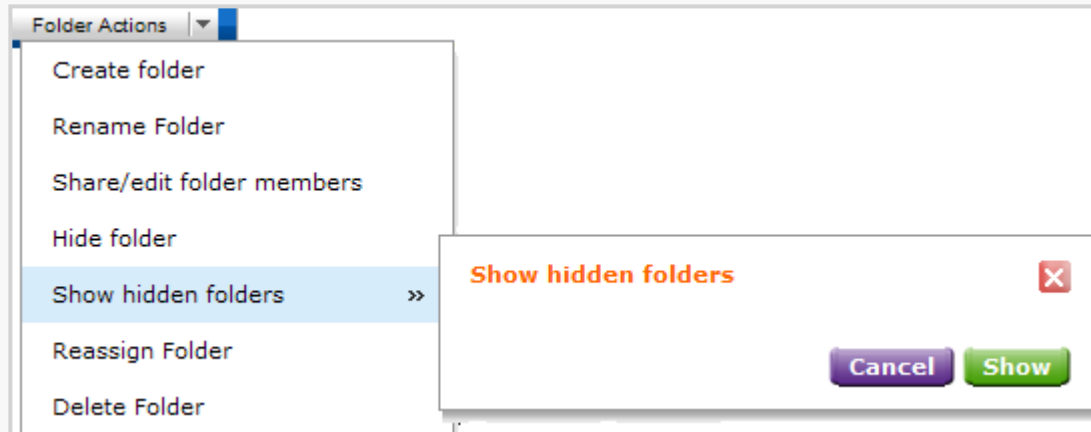 Folder Actions
Create folder
Rename Folder
Share/edit folder members
Hide folder
Show hidden folders »
Show hidden folders
Cancel Show
Reassign Folder
Delete Folder